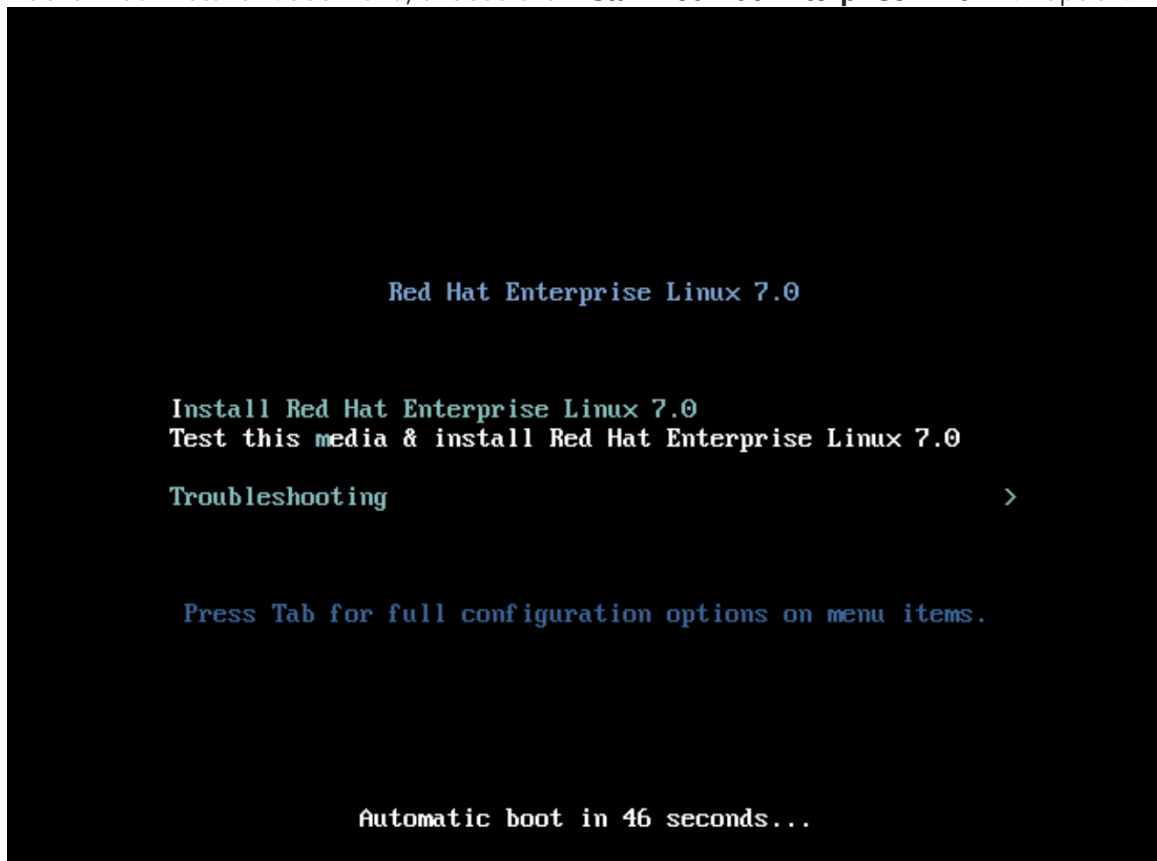 Red Hat Enterprise Linux 7.0
Install Red Hat Enterprise Linux 7.0
Test this media & install Red Hat Enterprise Linux 7.0
Troubleshooting >
Press Tab for full configuration options on menu items.
Automatic boot in 46 seconds...